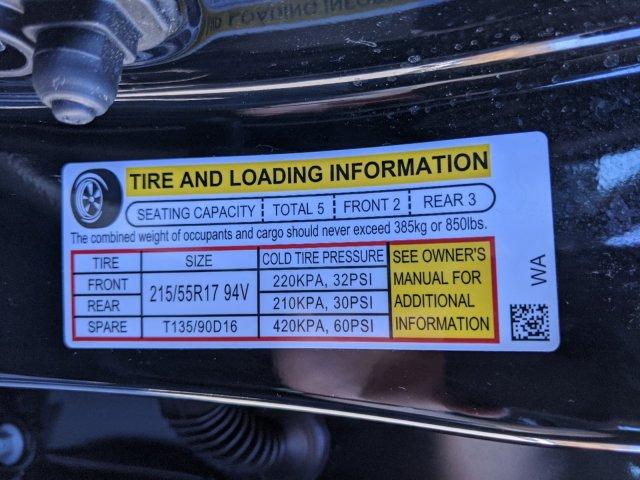 TIRE AND LOADING INFORMATION
SEATING CAPACITY TOTAL 5 FRONT 2 REAR 3
The combined weight of occupants and cargo should never exceed 385kg or 850lbs.
TIRE SIZE COLD TIRE PRESSURE
FRONT 215/55R17 94V 220KPA, 32PSI
REAR 210KPA, 30PSI
SPARE T135/90D16 420KPA, 60PSI
SEE OWNER'S
MANUAL FOR
ADDITIONAL
INFORMATION
WA